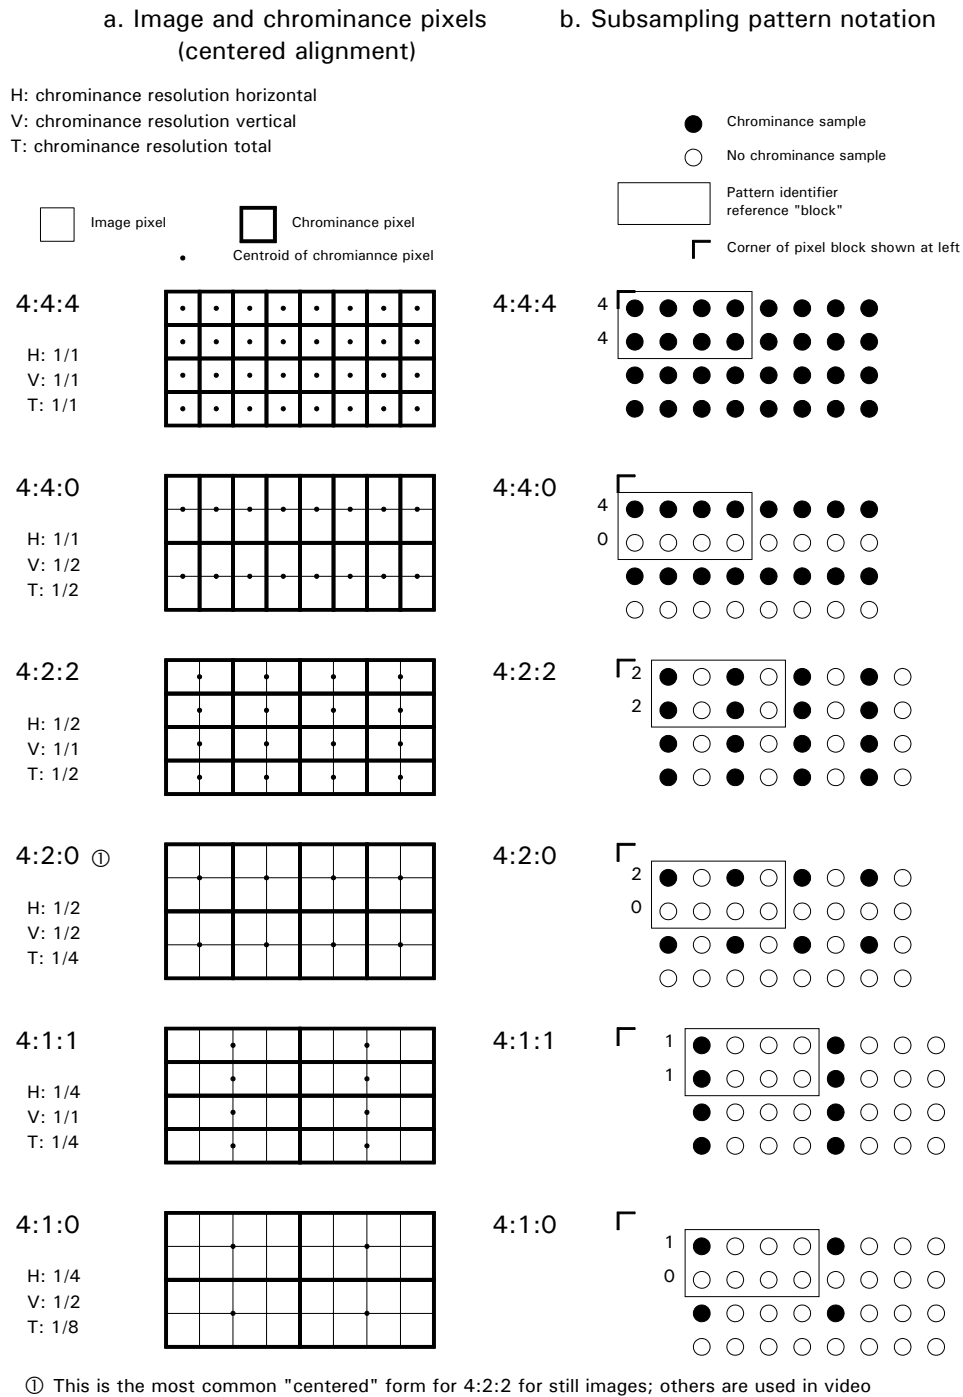 a. Image and chrominance pixels
(centered alignment)
b. Subsampling pattern notation
H: chrominance resolution horizontal
V: chrominance resolution vertical
T: chrominance resolution total
Chrominance sample
No chrominance sample
Pattern identifier
reference "block"
Corner of pixel block shown at left
Image pixel
Chrominance pixel
Centroid of chromiannce pixel
4:4:4
H: 1/1
V: 1/1
T: 1/1
4:4:4
4
4
4:4:0
H: 1/1
V: 1/2
T: 1/2
4:4:0
4
0
4:2:2
H: 1/2
V: 1/1
T: 1/2
4:2:2
2
2
4:2:0 ①
H: 1/2
V: 1/2
T: 1/4
4:2:0
2
0
4:1:1
H: 1/4
V: 1/1
T: 1/4
4:1:1
1
1
4:1:0
H: 1/4
V: 1/2
T: 1/8
4:1:0
1
0
① This is the most common "centered" form for 4:2:2 for still images; others are used in video